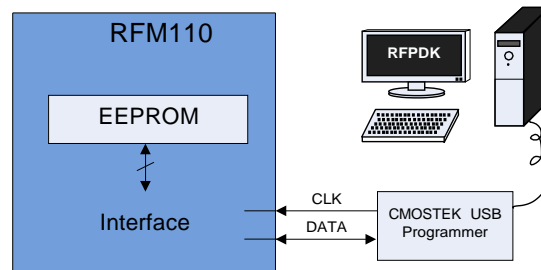 RFM110
EEPROM
Interface
CLK
DATA
RFPDK
CMOSTEK USB
Programmer